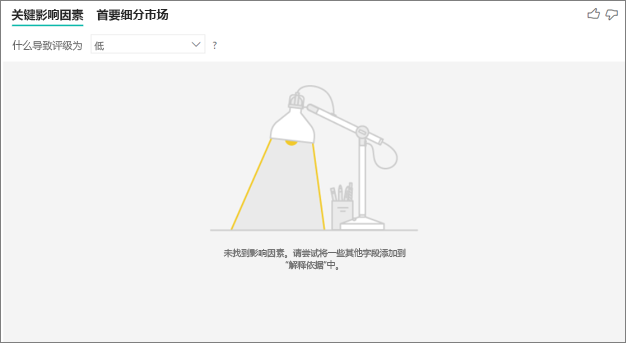 关键影响因素 首要细分市场
什么导致评级为 低 ?
未找到影响因素。请尝试将一些其他字段添加到
"解释依据"中。